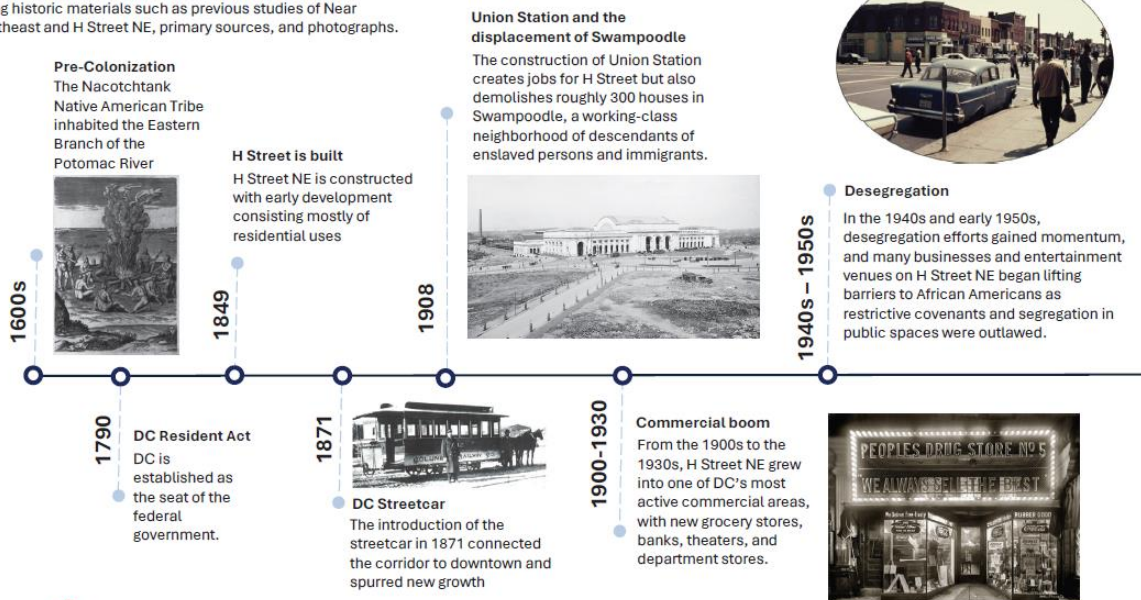 ng historic materials such as previous studies of Near
theast and H Street NE, primary sources, and photographs.
Pre-Colonization
The Nacotchtank
Native American Tribe
inhabited the Eastern
Branch of the
Potomac River
1600s
DC Resident Act
DC is
established as
the seat of the
federal
government.
1790
H Street is built
H Street NE is constructed
with early development
consisting mostly of
residential uses
1849
DC Streetcar
The introduction of the
streetcar in 1871 connected
the corridor to downtown and
spurred new growth
1871
Union Station and the
displacement of Swampoodle
The construction of Union Station
creates jobs for H Street but also
demolishes roughly 300 houses in
Swampoodle, a working-class
neighborhood of descendants of
enslaved persons and immigrants.
1908
Commercial boom
From the 1900s to the
1930s, H Street NE grew
into one of DC's most
active commercial areas,
with new grocery stores,
banks, theaters, and
department stores.
1900-1930
Desegregation
In the 1940s and early 1950s,
desegregation efforts gained momentum,
and many businesses and entertainment
venues on H Street NE began lifting
barriers to African Americans as
restrictive covenants and segregation in
public spaces were outlawed.
1940s – 1950s
PEOPLES DRUG STORE Nº 5
WE ALWAYS SELL THE BEST